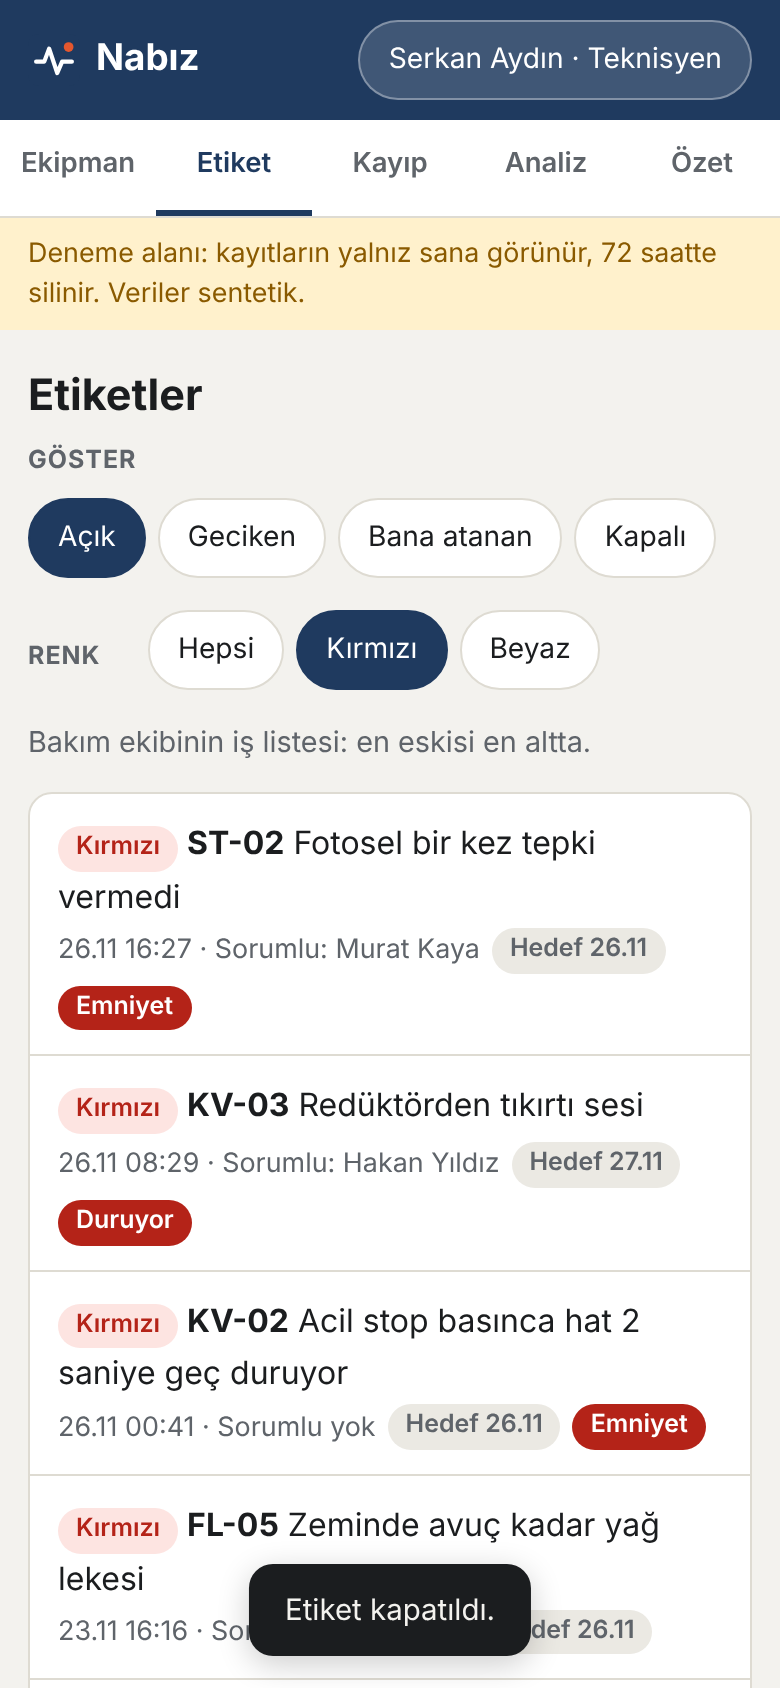 Nabız
Serkan Aydın · Teknisyen
Ekipman Etiket Kayıp Analiz Özet
Deneme alanı: kayıtların yalnız sana görünür, 72 saatte
silinir. Veriler sentetik.
Etiketler
GÖSTER
Açık Geciken Bana atanan Kapalı
RENK Hepsi Kırmızı Beyaz
Bakım ekibinin iş listesi: en eskisi en altta.
Kırmızı ST-02 Fotosel bir kez tepki
vermedi
26.11 16:27 · Sorumlu: Murat Kaya Hedef 26.11
Emniyet
Kırmızı KV-03 Redüktörden tıkırtı sesi
26.11 08:29 · Sorumlu: Hakan Yıldız Hedef 27.11
Duruyor
Kırmızı KV-02 Acil stop basınca hat 2
saniye geç duruyor
26.11 00:41 · Sorumlu yok Hedef 26.11 Emniyet
Kırmızı FL-05 Zeminde avuç kadar yağ
lekesi
23.11 16:16 · 26.11
Etiket kapatıldı.